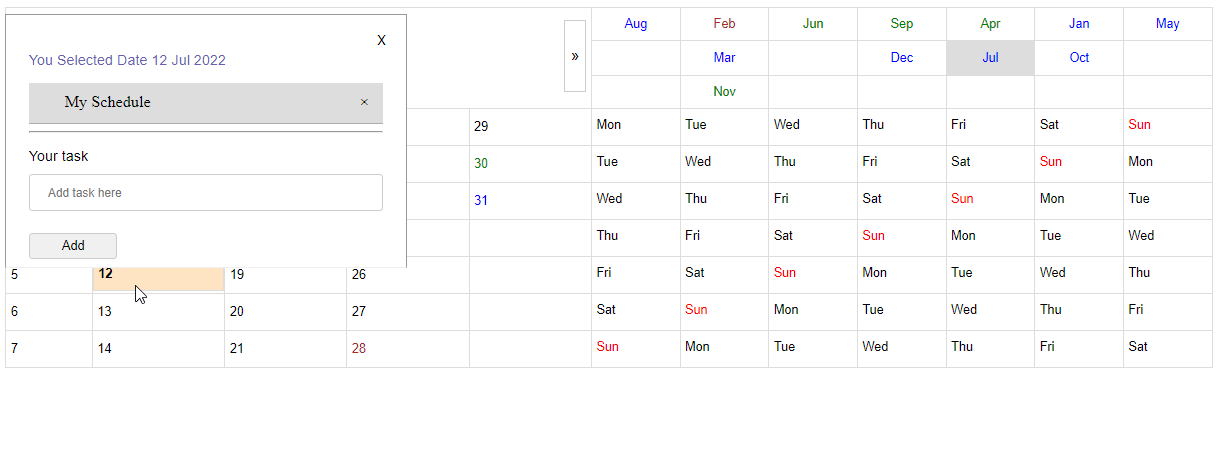 X
You Selected Date 12 Jul 2022
My Schedule ×
Your task
Add task here
Add
» Aug Feb Jun Sep Apr Jan May
Mar Dec Jul Oct
Nov
29 Mon Tue Wed Thu Fri Sat Sun
30 Tue Wed Thu Fri Sat Sun Mon
31 Wed Thu Fri Sat Sun Mon Tue
Thu Fri Sat Sun Mon Tue Wed
5 12 19 26 Fri Sat Sun Mon Tue Wed Thu
6 13 20 27 Sat Sun Mon Tue Wed Thu Fri
7 14 21 28 Sun Mon Tue Wed Thu Fri Sat